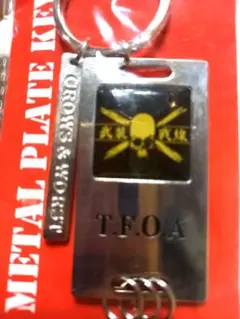 METAL PLATE KEY
CROWS & WORST
武装戦線
T.F.O.A